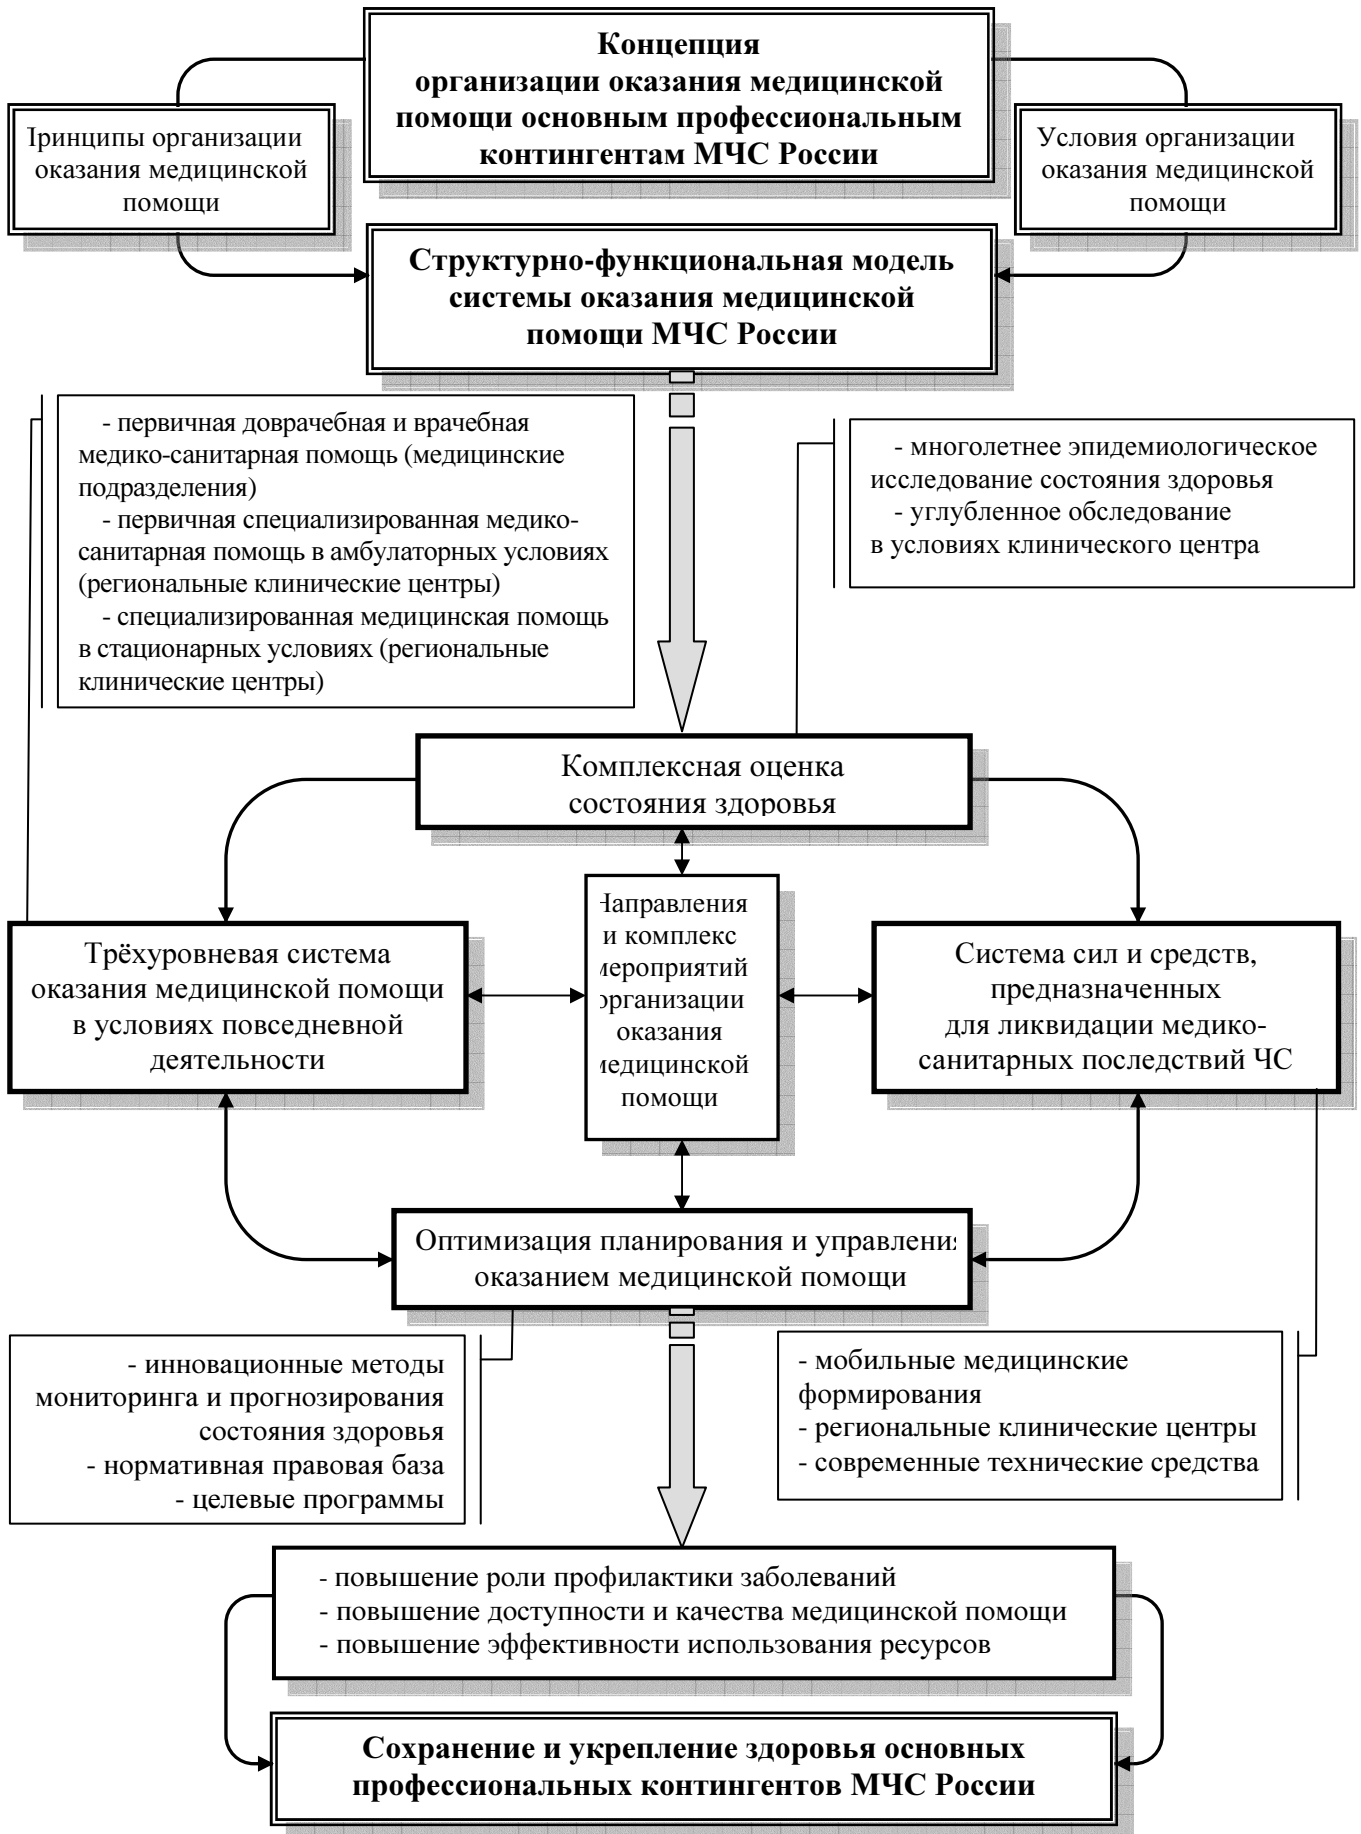 Концепция
организации оказания медицинской
помощи основным профессиональным
контингентам МЧС России
организации
оказания медицинской
помощи
Условия организации
оказания медицинской
помощи
Структурно-функциональная модель
системы оказания медицинской
помощи МЧС России
- первичная доврачебная и врачебная
медико-санитарная помощь (медицинские
подразделения)
- первичная специализированная медико-
санитарная помощь в амбулаторных условиях
(региональные клинические центры)
- специализированная медицинская помощь
в стационарных условиях (региональные
клинические центры)
- многолетнее эпидемиологическое
исследование состояния здоровья
- углубленное обследование
в условиях клинического центра
Комплексная оценка
состояния здоровья
Трёхуровневая система
оказания медицинской помощи
в условиях повседневной
деятельности
и комплекс
оказания
помощи
Система сил и средств,
предназначенных
для ликвидации медико-
санитарных последствий ЧС
Оптимизация планирования и
оказанием медицинской помощи
- инновационные методы
мониторинга и прогнозирования
состояния здоровья
- нормативная правовая база
- целевые программы
- мобильные медицинские
формирования
- региональные клинические центры
- современные технические средства
- повышение роли профилактики заболеваний
- повышение доступности и качества медицинской помощи
- повышение эффективности использования ресурсов
Сохранение и укрепление здоровья основных
профессиональных контингентов МЧС России